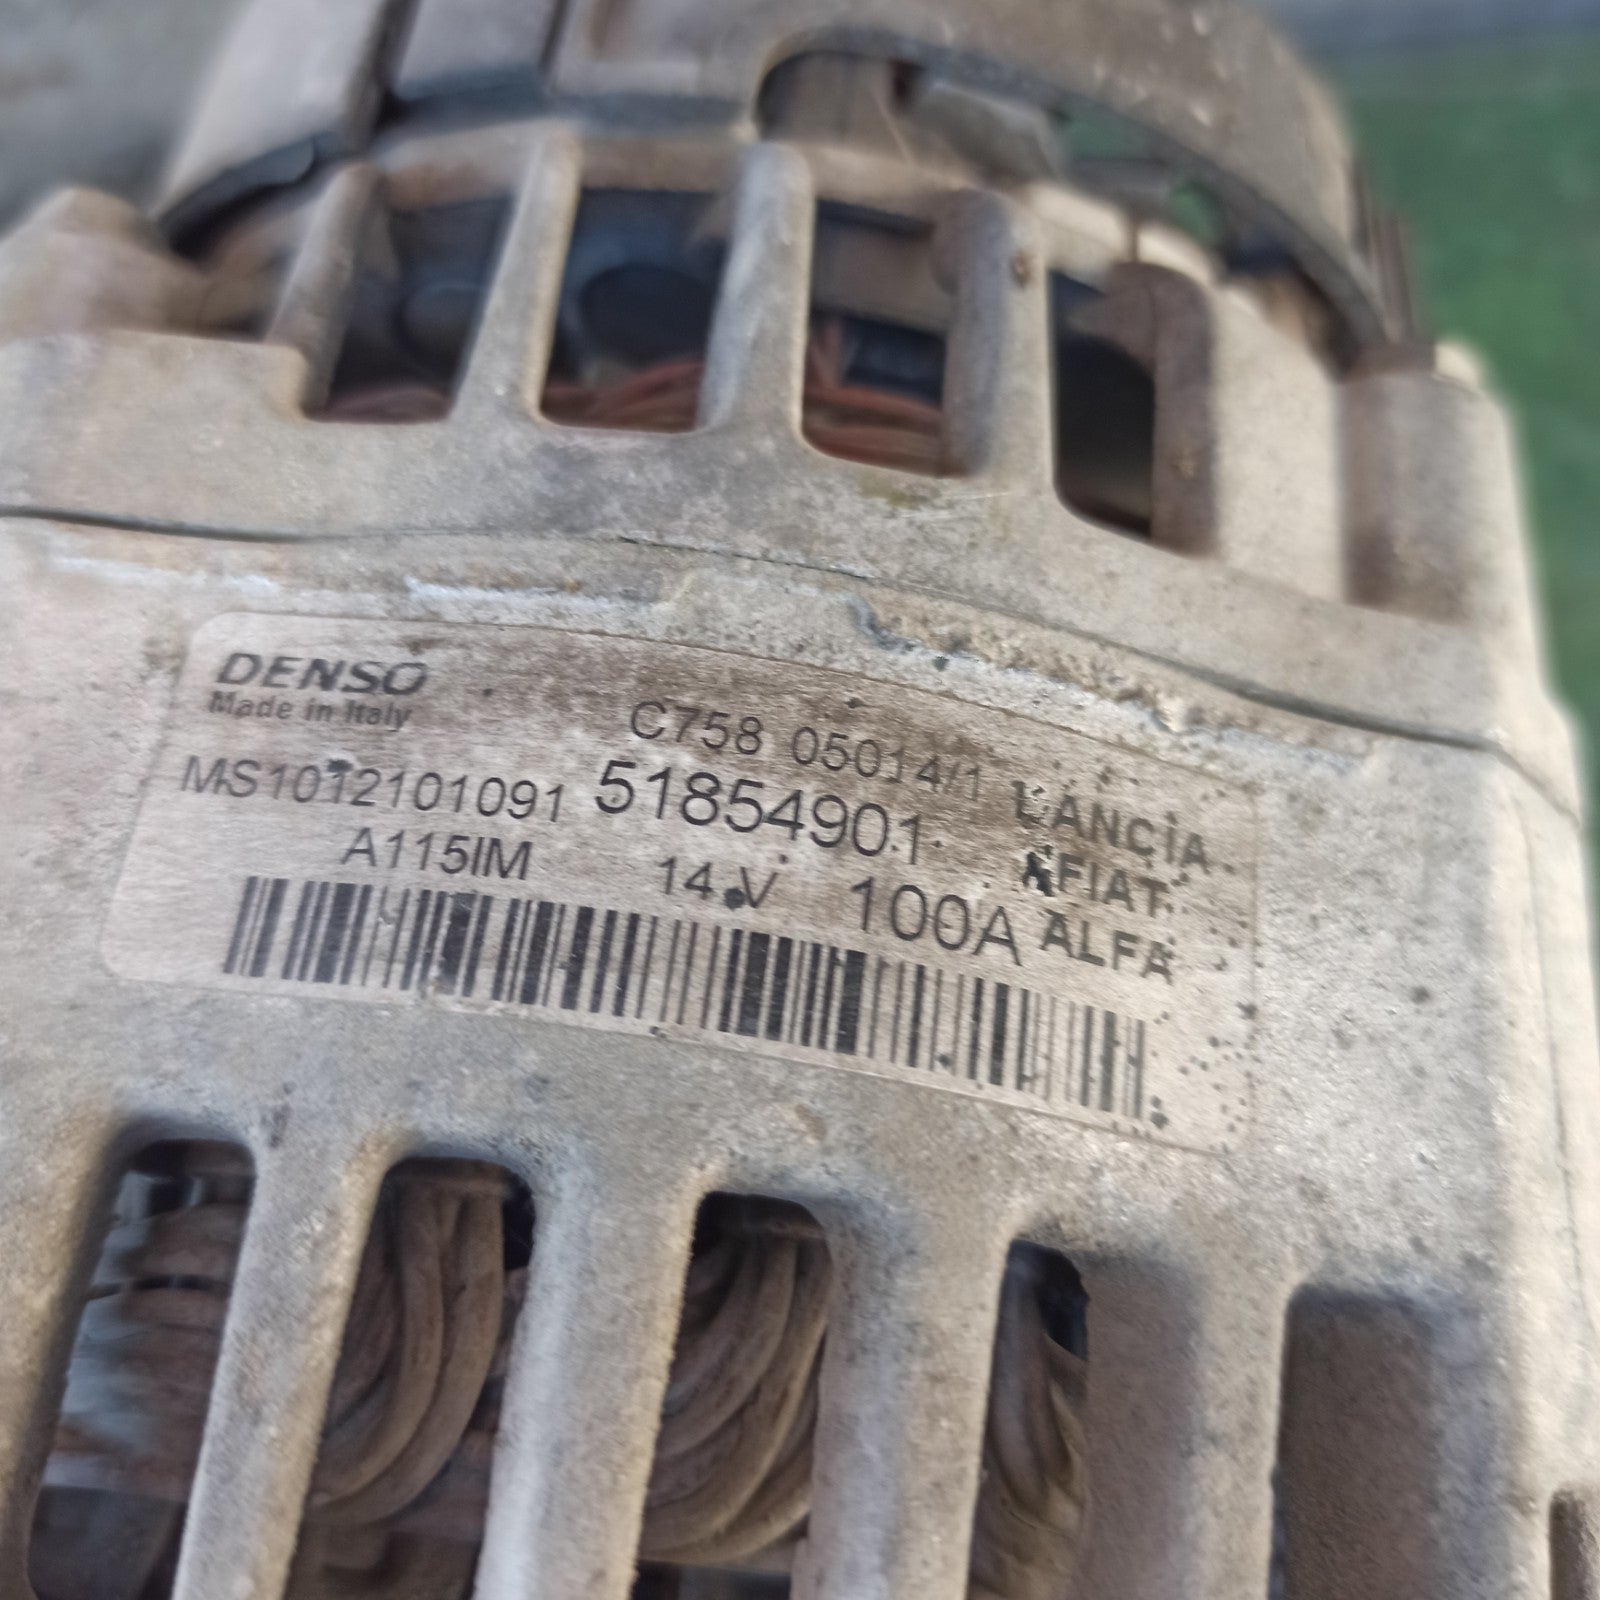 DENSO
Made in Italy
C758 05014/1
MS1012101091 51854901 LANCIA
A115IM 14 V 100A FIAT
ALFA